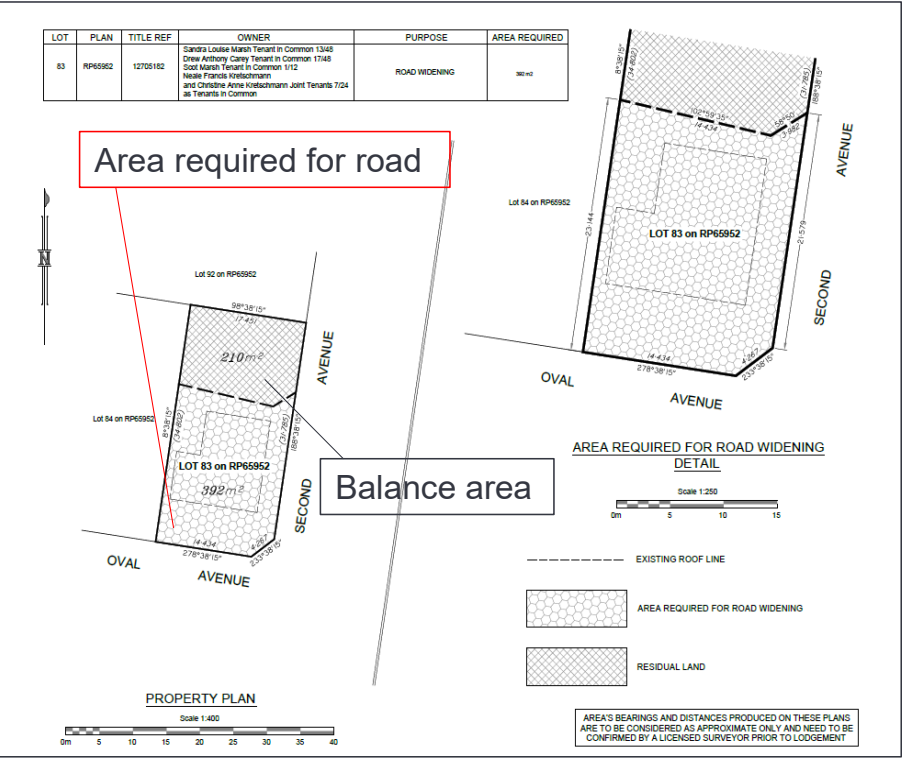 LOT PLAN TITLE REF OWNER PURPOSE AREA REQUIRED
Sandra Louise Marsh Tenant in Common 13/48
Drew Anthony Carey Tenant in Common 17/48
83 RP65952 12705182 Scot Marsh Tenant in Common 1/12 ROAD WIDENING 392 m2
Neale Francis Kretschmann
and Christine Anne Kretschmann Joint Tenants 7/24
as Tenants in Common
Area required for road
8°38'15"
(34·802)
(31·785)
188°38'15"
102°59'35"
14·434
58°50'
3·982
AVENUE
Lot 84 on RP65952
23·144
LOT 83 on RP65952
21·579
SECOND
14·434
278°38'15"
4·267
233°38'15"
OVAL
AVENUE
N
Lot 92 on RP65952
98°38'15"
17·451
210m²
AVENUE
Lot 84 on RP65952
8°38'15"
(34·802)
(31·785)
188°38'15"
LOT 83 on RP65952
392m²
Balance area
SECOND
14·434
278°38'15"
4·267
233°38'15"
OVAL
AVENUE
AREA REQUIRED FOR ROAD WIDENING
DETAIL
Scale 1:250
0m 5 10 15
EXISTING ROOF LINE
AREA REQUIRED FOR ROAD WIDENING
RESIDUAL LAND
PROPERTY PLAN
Scale 1:400
0m 5 10 15 20 25 30 35 40
AREA'S BEARINGS AND DISTANCES PRODUCED ON THESE PLANS
ARE TO BE CONSIDERED AS APPROXIMATE ONLY AND NEED TO BE
CONFIRMED BY A LICENSED SURVEYOR PRIOR TO LODGEMENT